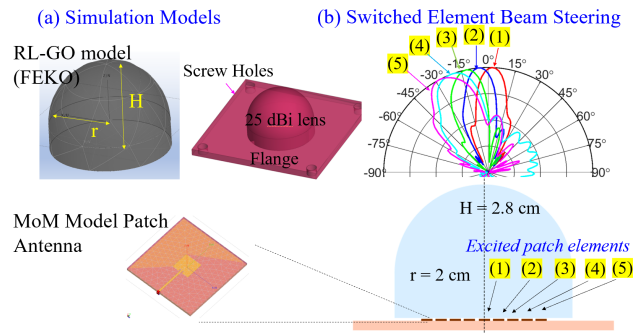 (a) Simulation Models
(b) Switched Element Beam Steering
RL-GO model
(FEKO)
H
r
Screw Holes
25 dBi lens
Flange
(5)
(4)
(3)
(2)
(1)
-90°
-75°
-60°
-45°
-30°
-15°
0°
15°
30°
45°
60°
75°
90°
MoM Model Patch
Antenna
H = 2.8 cm
r = 2 cm
Excited patch elements
(1)
(2)
(3)
(4)
(5)